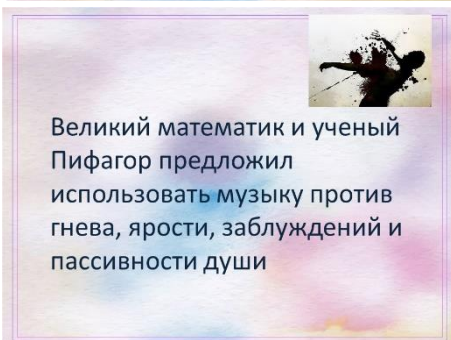 Великий математик и ученый
Пифагор предложил
использовать музыку против
гнева, ярости, заблуждений и
пассивности души